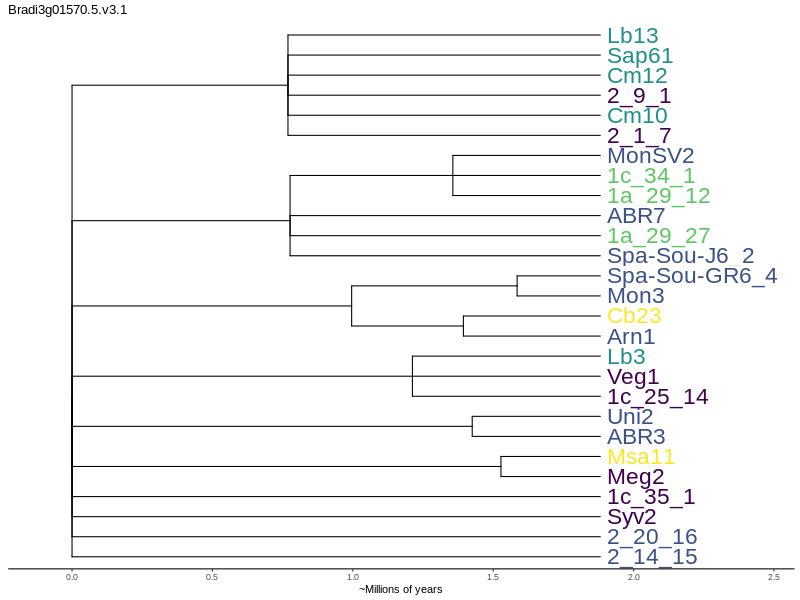 Bradi3g01570.5.v3.1
Lb13
Sap61
Cm12
2_9_1
Cm10
2_1_7
MonSV2
1c_34_1
1a_29_12
ABR7
1a_29_27
Spa-Sou-J6_2
Spa-Sou-GR6_4
Mon3
Cb23
Arn1
Lb3
Veg1
1c_25_14
Uni2
ABR3
Msa11
Meg2
1c_35_1
Syv2
2_20_16
2_14_15
0.0 0.5 1.0 1.5 2.0 2.5
~Millions of years